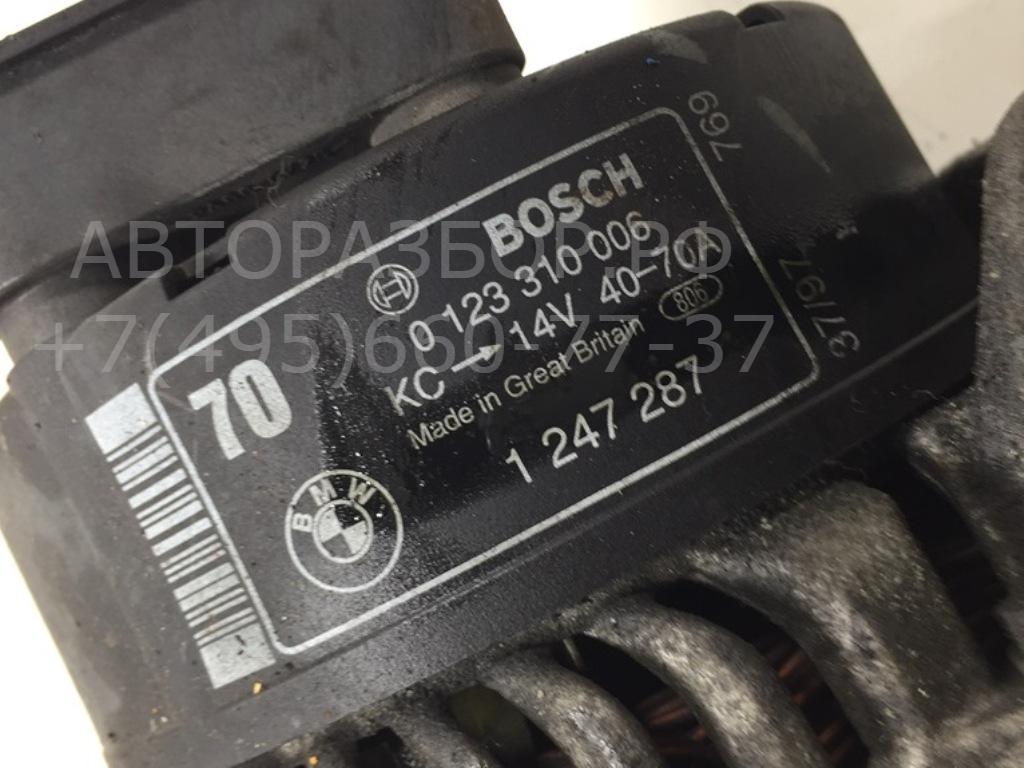 769
BOSCH
0 123 310 006
KC → 14V 40-70A
Made in Great Britain 806
1 247 287
70
BMW
37/97
АВТОРАЗБОР.РФ
+7(495)660-77-37